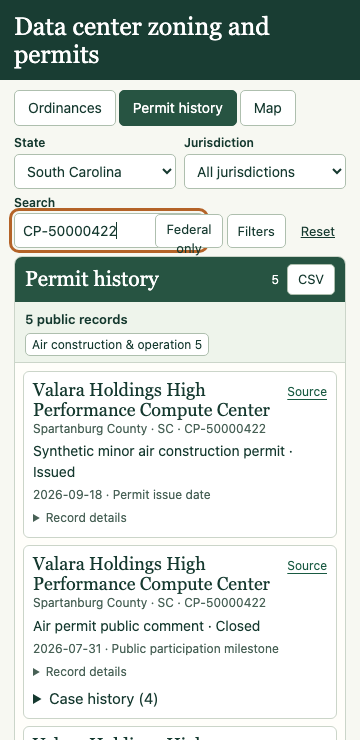 Data center zoning and
permits
Ordinances
Permit history
Map
State
Jurisdiction
South Carolina
All jurisdictions
Search
CP-50000422
Federal
only
Filters
Reset
Permit history
5
CSV
5 public records
Air construction & operation 5
Valara Holdings High
Performance Compute Center
Source
Spartanburg County · SC · CP-50000422
Synthetic minor air construction permit ·
Issued
2026-09-18 · Permit issue date
Record details
Valara Holdings High
Performance Compute Center
Source
Spartanburg County · SC · CP-50000422
Air permit public comment · Closed
2026-07-31 · Public participation milestone
Record details
Case history (4)